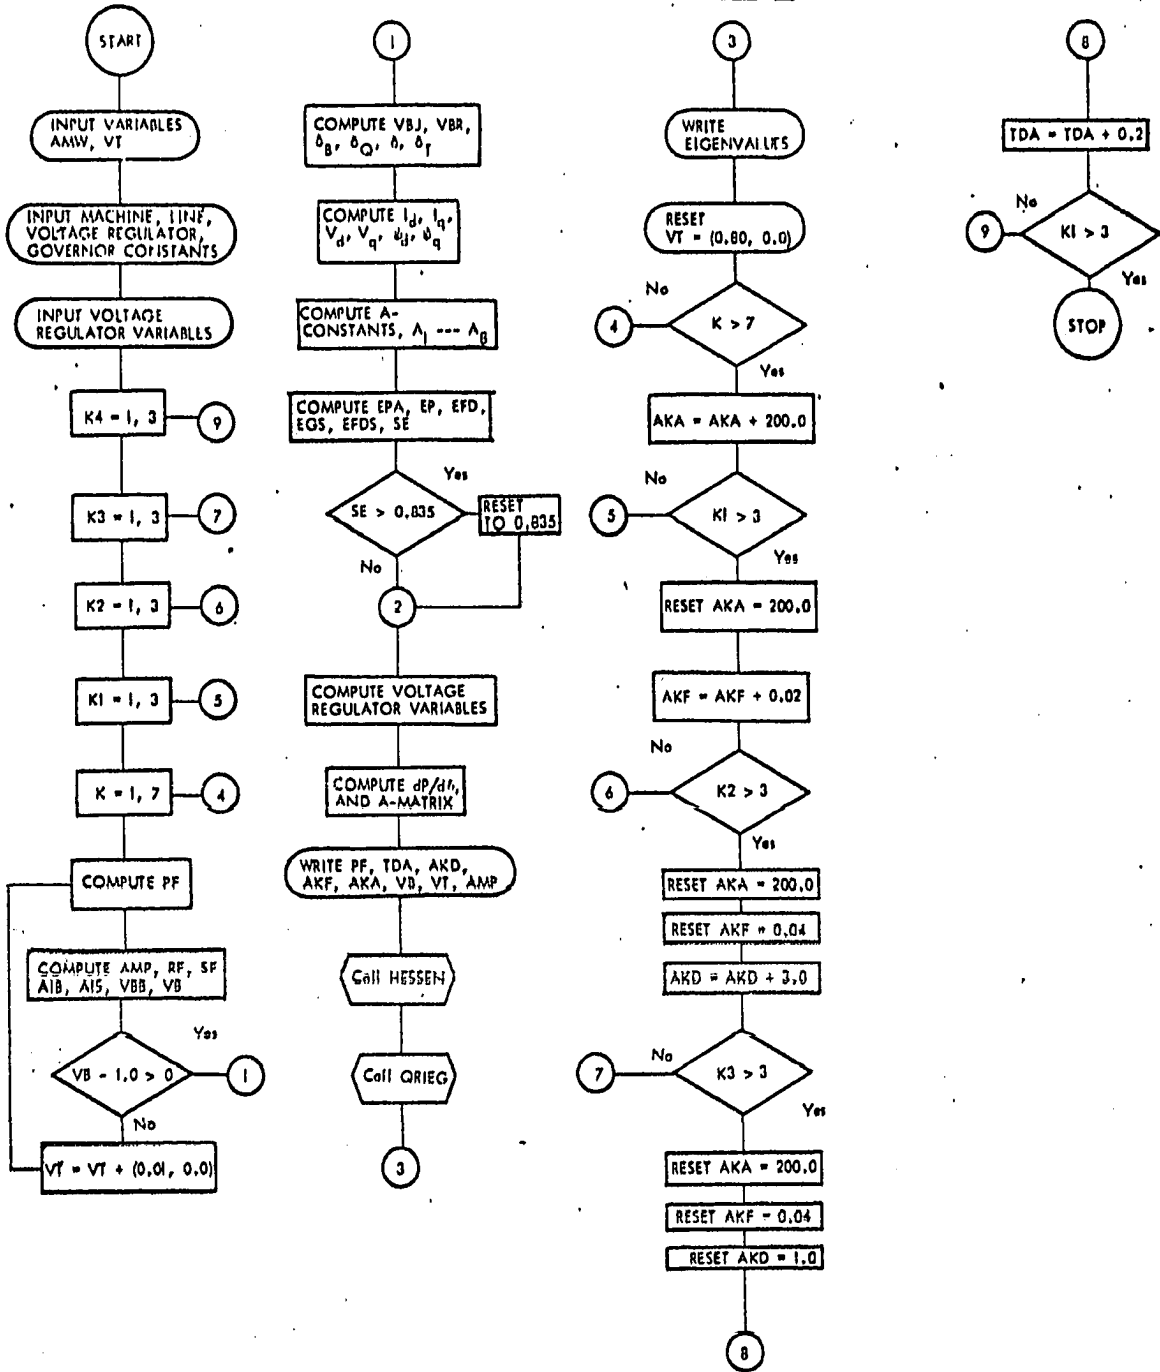 START
INPUT VARIABLES
AMW, VT
INPUT MACHINE, LINE,
VOLTAGE REGULATOR,
GOVERNOR CONSTANTS
INPUT VOLTAGE
REGULATOR VARIABLES
K4 = 1, 3
9
K3 = 1, 3
7
K2 = 1, 3
6
K1 = 1, 3
5
K = 1, 7
4
COMPUTE PF
COMPUTE AMP, RF, SF
AIB, AIS, VBB, VB
Yes
VB - 1.0 > 0
1
No
VT = VT + (0.01, 0.0)
1
COMPUTE VBJ, VBR,
δB, δQ, δ, δT
COMPUTE Id, Iq,
Vd, Vq, ψd, ψq
COMPUTE A-
CONSTANTS, A1 --- A8
COMPUTE EPA, EP, EFD,
EGS, EFDS, SE
Yes
SE > 0.835
RESET
TO 0.835
No
2
COMPUTE VOLTAGE
REGULATOR VARIABLES
COMPUTE dP/dδ,
AND A-MATRIX
WRITE PF, TDA, AKD,
AKF, AKA, VB, VT, AMP
Call HESSEN
Call QRIEG
3
3
WRITE
EIGENVALUES
RESET
VT = (0.80, 0.0)
No
4
K > 7
Yes
AKA = AKA + 200.0
No
5
K1 > 3
Yes
RESET AKA = 200.0
AKF = AKF + 0.02
No
6
K2 > 3
Yes
RESET AKA = 200.0
RESET AKF = 0.04
AKD = AKD + 3.0
No
7
K3 > 3
Yes
RESET AKA = 200.0
RESET AKF = 0.04
RESET AKD = 1.0
8
8
TDA = TDA + 0.2
No
9
K1 > 3
Yes
STOP